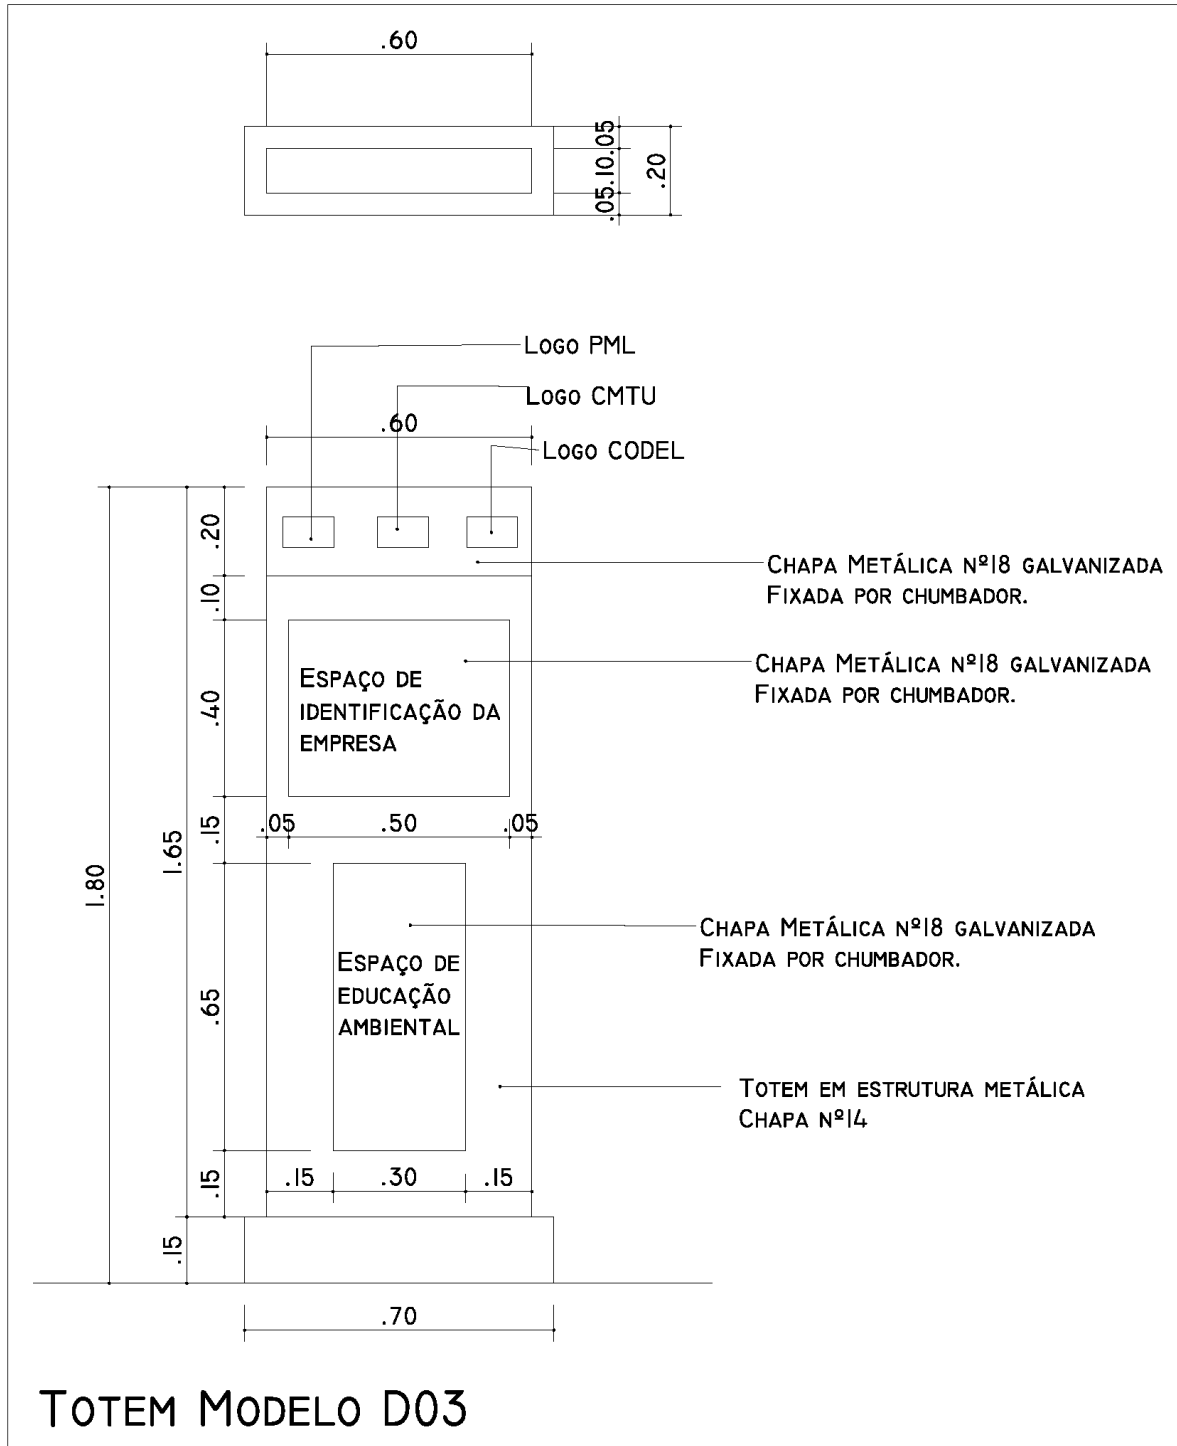 .60
.05
.10
.05
.20
Logo PML
Logo CMTU
.60
Logo CODEL
.20
Chapa Metálica nº18 galvanizada
Fixada por chumbador.
.10
Chapa Metálica nº18 galvanizada
Fixada por chumbador.
Espaço de
identificação da
empresa
.40
.05
.50
.05
.15
1.65
1.80
Chapa Metálica nº18 galvanizada
Fixada por chumbador.
Espaço de
educação
ambiental
.65
Totem em estrutura metálica
Chapa nº14
.15
.30
.15
.15
.15
.70
Totem Modelo D03